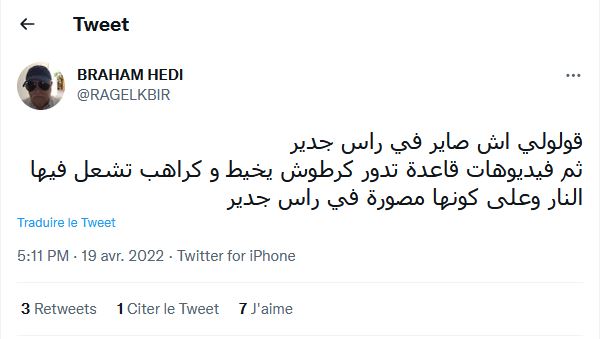 Tweet
BRAHAM HEDI
@RAGELKBIR
قولولي اش صاير في راس جدير
ثم فيديوهات قاعدة تدور كرطوش يخيط و كراهب تشعل فيها
النار وعلى كونها مصورة في راس جدير
Traduire le Tweet
5:11 PM · 19 avr. 2022 · Twitter for iPhone
3 Retweets 1 Citer le Tweet 7 J'aime